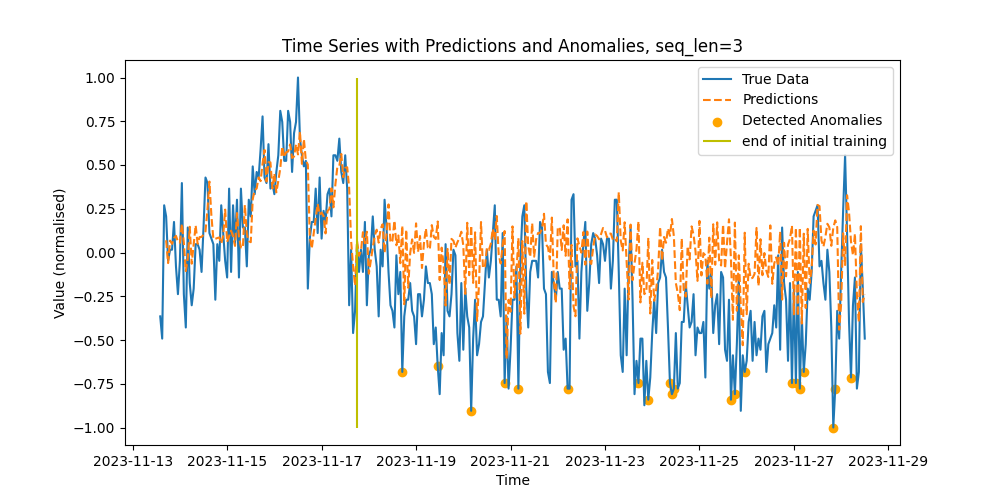 Time Series with Predictions and Anomalies, seq_len=3
True Data
Predictions
Detected Anomalies
end of initial training
Value (normalised)
1.00
0.75
0.50
0.25
0.00
−0.25
−0.50
−0.75
−1.00
2023-11-13 2023-11-15 2023-11-17 2023-11-19 2023-11-21 2023-11-23 2023-11-25 2023-11-27 2023-11-29
Time